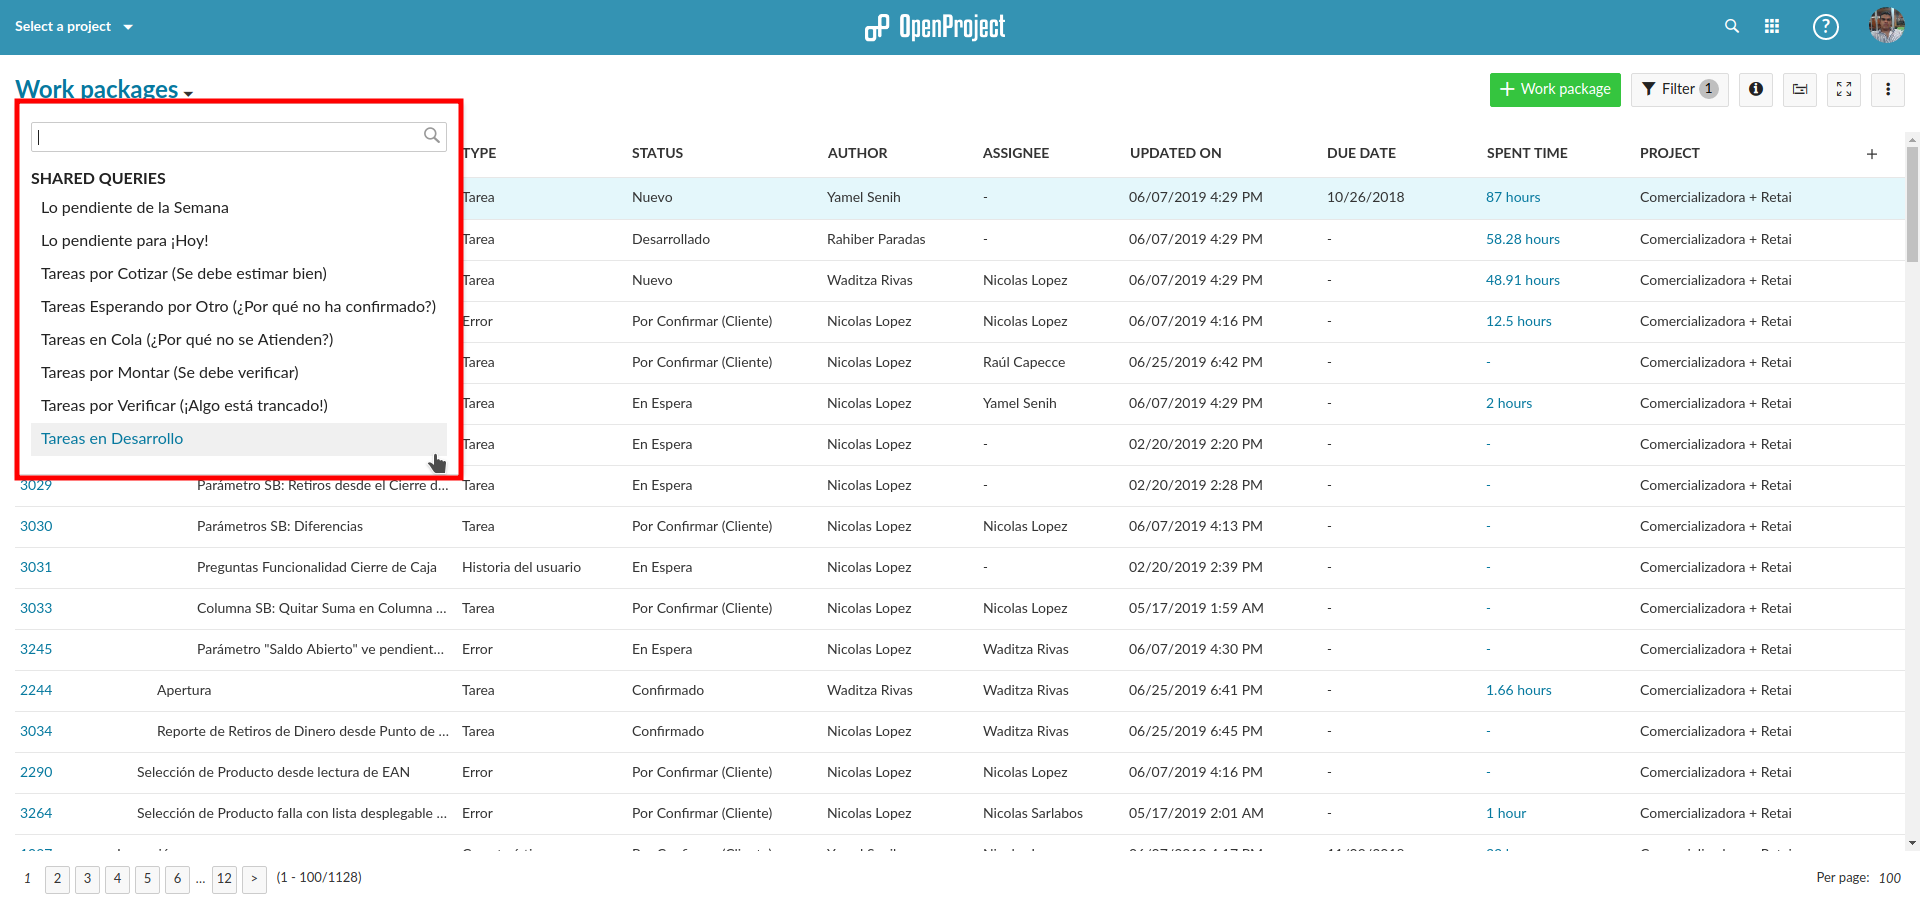 Select a project
OpenProject
?
Work packages
+ Work package
Filter 1
SHARED QUERIES
Lo pendiente de la Semana
Lo pendiente para ¡Hoy!
Tareas por Cotizar (Se debe estimar bien)
Tareas Esperando por Otro (¿Por qué no ha confirmado?)
Tareas en Cola (¿Por qué no se Atienden?)
Tareas por Montar (Se debe verificar)
Tareas por Verificar (¡Algo está trancado!)
Tareas en Desarrollo
TYPE STATUS AUTHOR ASSIGNEE UPDATED ON DUE DATE SPENT TIME PROJECT +
Tarea Nuevo Yamel Senih - 06/07/2019 4:29 PM 10/26/2018 87 hours Comercializadora + Retai
Tarea Desarrollado Rahiber Paradas - 06/07/2019 4:29 PM - 58.28 hours Comercializadora + Retai
Tarea Nuevo Waditza Rivas Nicolas Lopez 06/07/2019 4:29 PM - 48.91 hours Comercializadora + Retai
Error Por Confirmar (Cliente) Nicolas Lopez Nicolas Lopez 06/07/2019 4:16 PM - 12.5 hours Comercializadora + Retai
Tarea Por Confirmar (Cliente) Nicolas Lopez Raúl Capecce 06/25/2019 6:42 PM - - Comercializadora + Retai
Tarea En Espera Nicolas Lopez Yamel Senih 06/07/2019 4:29 PM - 2 hours Comercializadora + Retai
Tarea En Espera Nicolas Lopez - 02/20/2019 2:20 PM - - Comercializadora + Retai
3029 Parámetro SB: Retiros desde el Cierre d... Tarea En Espera Nicolas Lopez - 02/20/2019 2:28 PM - - Comercializadora + Retai
3030 Parámetros SB: Diferencias Tarea Por Confirmar (Cliente) Nicolas Lopez Nicolas Lopez 06/07/2019 4:13 PM - - Comercializadora + Retai
3031 Preguntas Funcionalidad Cierre de Caja Historia del usuario En Espera Nicolas Lopez - 02/20/2019 2:39 PM - - Comercializadora + Retai
3033 Columna SB: Quitar Suma en Columna ... Tarea Por Confirmar (Cliente) Nicolas Lopez Nicolas Lopez 05/17/2019 1:59 AM - - Comercializadora + Retai
3245 Parámetro "Saldo Abierto" ve pendient... Error En Espera Nicolas Lopez Waditza Rivas 06/07/2019 4:30 PM - - Comercializadora + Retai
2244 Apertura Tarea Confirmado Waditza Rivas Waditza Rivas 06/25/2019 6:41 PM - 1.66 hours Comercializadora + Retai
3034 Reporte de Retiros de Dinero desde Punto de ... Tarea Confirmado Nicolas Lopez Waditza Rivas 06/25/2019 6:45 PM - - Comercializadora + Retai
2290 Selección de Producto desde lectura de EAN Error Por Confirmar (Cliente) Nicolas Lopez Nicolas Lopez 06/07/2019 4:16 PM - - Comercializadora + Retai
3264 Selección de Producto falla con lista desplegable ... Error Por Confirmar (Cliente) Nicolas Lopez Nicolas Sarlabos 05/17/2019 2:01 AM - 1 hour Comercializadora + Retai
1 2 3 4 5 6 ... 12 > (1 - 100/1128) Per page: 100